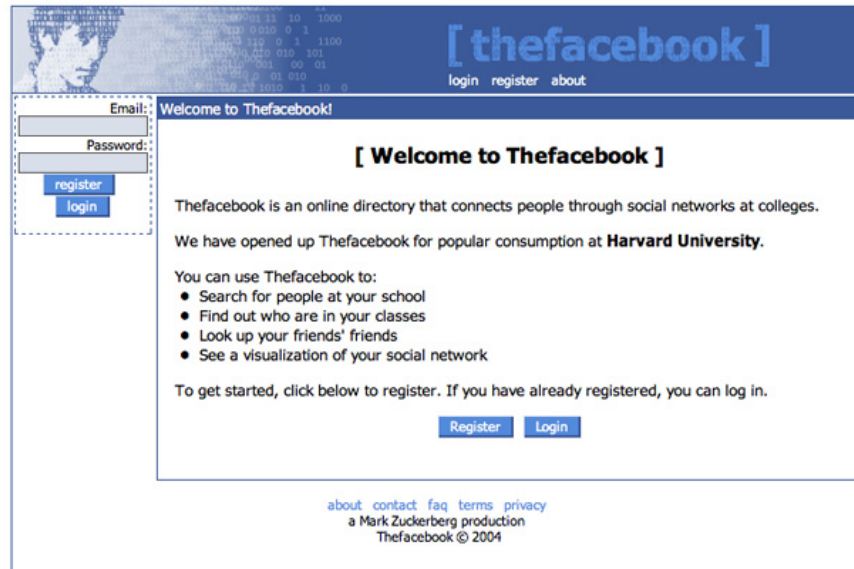 [ thefacebook ]
login register about
Email:
Password:
register
login
Welcome to Thefacebook!
[ Welcome to Thefacebook ]
Thefacebook is an online directory that connects people through social networks at colleges.
We have opened up Thefacebook for popular consumption at Harvard University.
You can use Thefacebook to:
● Search for people at your school
● Find out who are in your classes
● Look up your friends' friends
● See a visualization of your social network
To get started, click below to register. If you have already registered, you can log in.
Register Login
about contact faq terms privacy
a Mark Zuckerberg production
Thefacebook © 2004